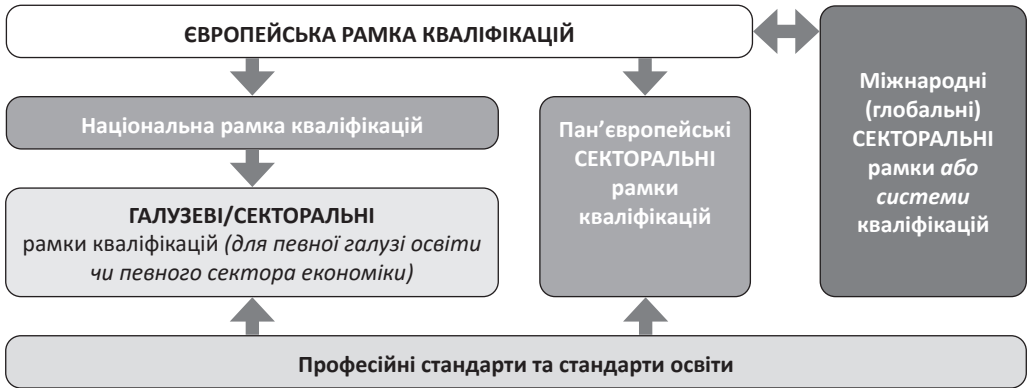 ЄВРОПЕЙСЬКА РАМКА КВАЛІФІКАЦІЙ
Національна рамка кваліфікацій
ГАЛУЗЕВІ/СЕКТОРАЛЬНІ
рамки кваліфікацій (для певної галузі освіти
чи певного сектора економіки)
Пан’європейські
СЕКТОРАЛЬНІ
рамки
кваліфікацій
Міжнародні
(глобальні)
СЕКТОРАЛЬНІ
рамки або
системи
кваліфікацій
Професійні стандарти та стандарти освіти